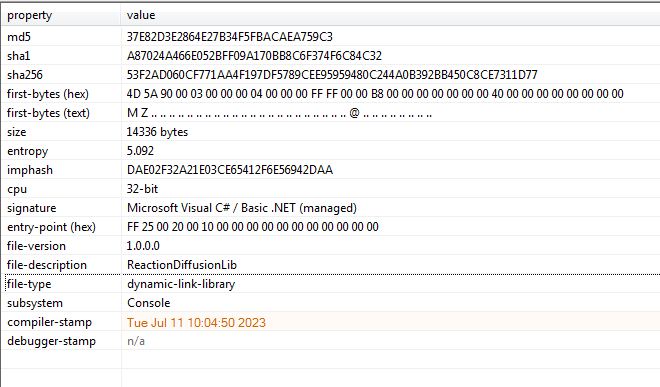 property value
md5 37E82D3E2864E27B34F5FBACAEA759C3
sha1 A87024A466E052BFF09A170BB8C6F374F6C84C32
sha256 53F2AD060CF771AA4F197DF5789CEE95959480C244A0B392BB450C8CE7311D77
first-bytes (hex) 4D 5A 90 00 03 00 00 00 04 00 00 00 FF FF 00 00 B8 00 00 00 00 00 00 00 40 00 00 00 00 00 00 00 00 00
first-bytes (text) M Z .. .. .. .. .. .. .. .. .. .. .. .. .. .. .. .. .. .. .. .. .. .. @ .. .. .. .. .. .. .. ..
size 14336 bytes
entropy 5.092
imphash DAE02F32A21E03CE65412F6E56942DAA
cpu 32-bit
signature Microsoft Visual C# / Basic .NET (managed)
entry-point (hex) FF 25 00 20 00 10 00 00 00 00 00 00 00 00 00 00 00
file-version 1.0.0.0
file-description ReactionDiffusionLib
file-type dynamic-link-library
subsystem Console
compiler-stamp Tue Jul 11 10:04:50 2023
debugger-stamp n/a